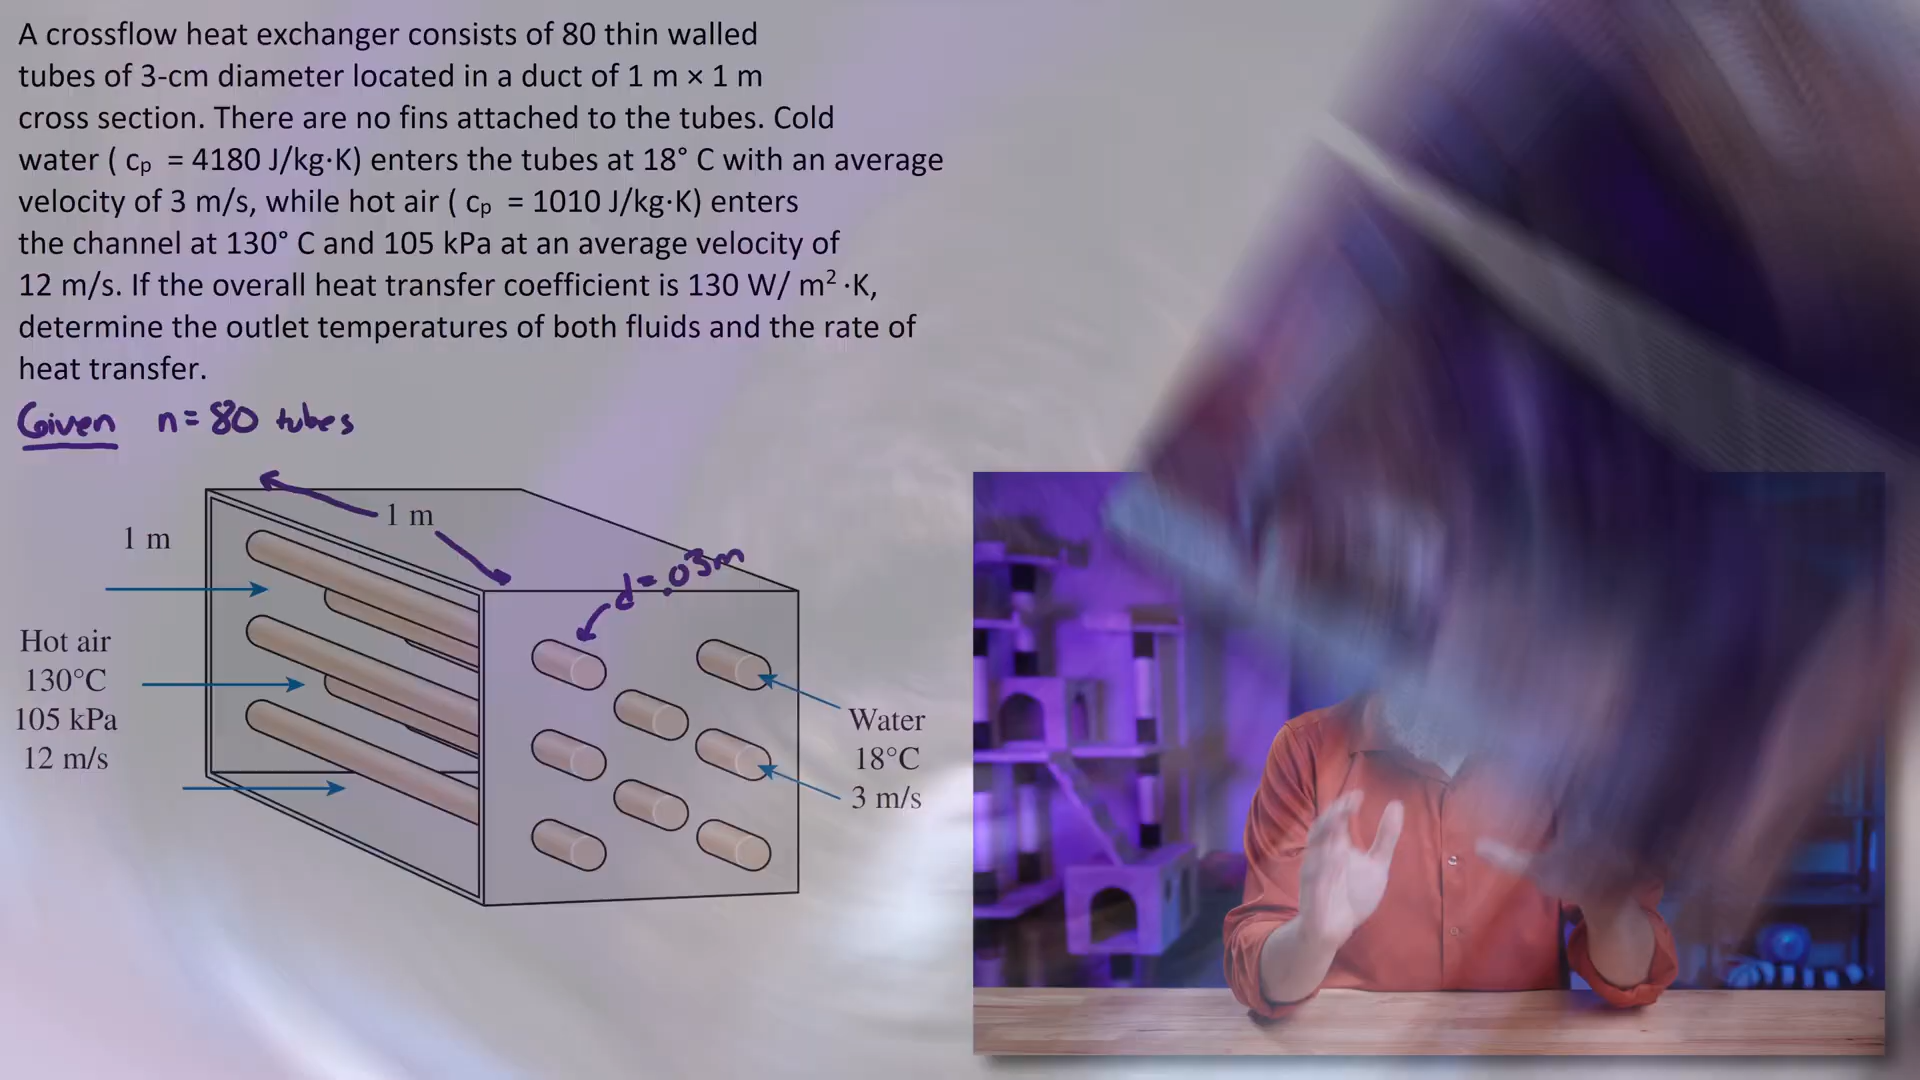 A crossflow heat exchanger consists of 80 thin walled
tubes of 3-cm diameter located in a duct of 1 m × 1 m
cross section. There are no fins attached to the tubes. Cold
water ( cₚ = 4180 J/kg·K) enters the tubes at 18° C with an average
velocity of 3 m/s, while hot air ( cₚ = 1010 J/kg·K) enters
the channel at 130° C and 105 kPa at an average velocity of
12 m/s. If the overall heat transfer coefficient is 130 W/ m² ·K,
determine the outlet temperatures of both fluids and the rate of
heat transfer.
Given n=80 tubes
1 m
1 m
d=.03m
Hot air
130°C
105 kPa
12 m/s
Water
18°C
3 m/s